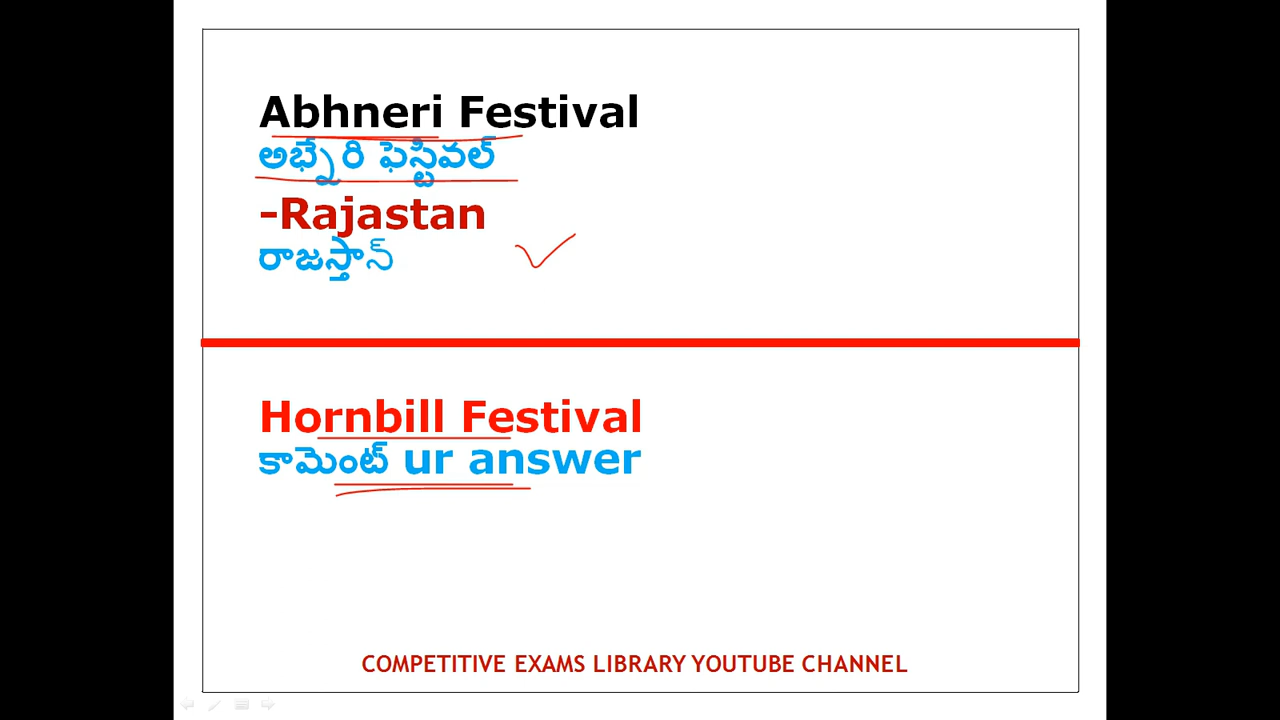 Abhneri Festival
అభ్నేరి ఫెస్టివల్
-Rajastan
రాజస్తాన్
Hornbill Festival
కామెంట్ ur answer
COMPETITIVE EXAMS LIBRARY YOUTUBE CHANNEL